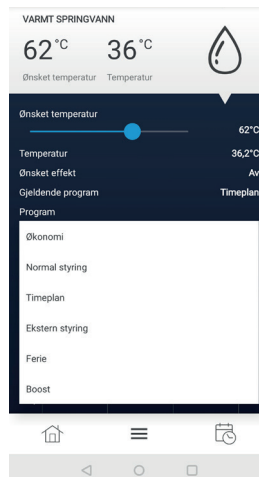 VARMT SPRINGVANN
62°C 36°C
Ønsket temperatur Temperatur
Ønsket temperatur
62°C
Temperatur 36,2°C
Ønsket effekt Av
Gjeldende program Timeplan
Program
Økonomi
Normal styring
Timeplan
Ekstern styring
Ferie
Boost